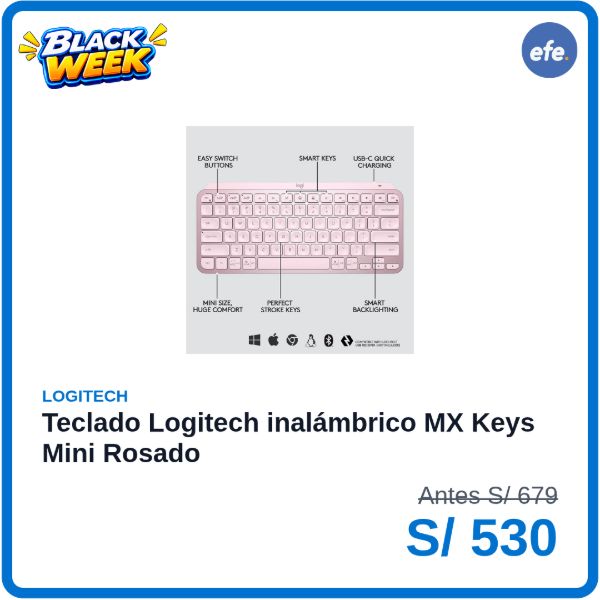 BLACK
WEEK
efe.
EASY SWITCH
BUTTONS
SMART KEYS
USB-C QUICK
CHARGING
logi
MINI SIZE,
HUGE COMFORT
PERFECT
STROKE KEYS
SMART
BACKLIGHTING
LOGITECH
Teclado Logitech inalámbrico MX Keys
Mini Rosado
Antes S/ 679
S/ 530